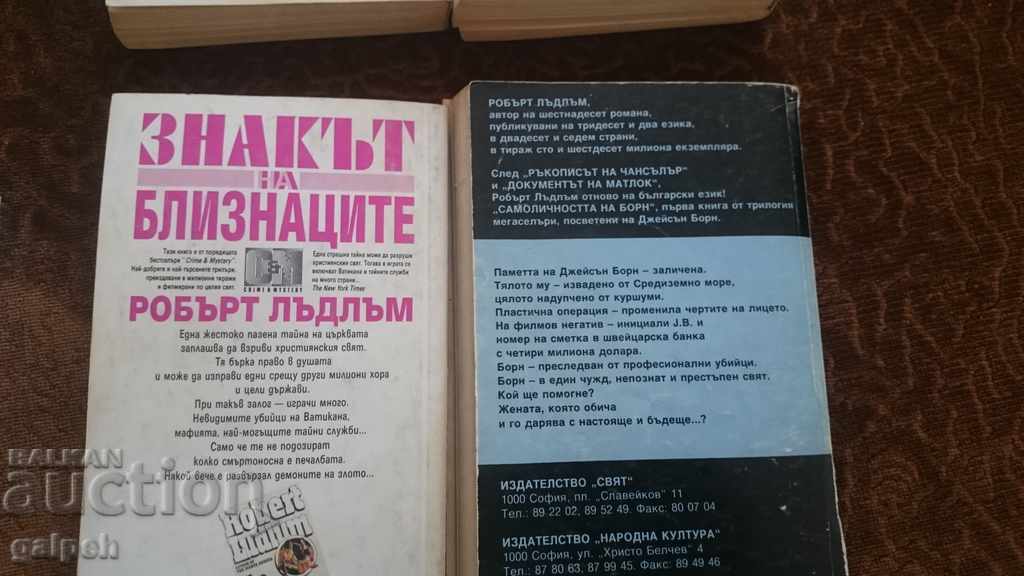 ЗНАКЪТ
НА
БЛИЗНАЦИТЕ
Тази книга е от поредицата
бестсълъри "Crime & Mystery".
Най-добрите и най-търсените трилъри,
преиздавани в милионни тиражи
и филмирани по целия свят.
C&M
CRIME & MYSTERY
Една страшна тайна може да разруши
християнския свят. Тогава в играта се
включват Ватикана и тайните служби
на много страни...
The New York Times
РОБЪРТ ЛЪДЛЪМ
Една жестоко пазена тайна на църквата
заплашва да взриви християнския свят.
Тя бърка право в душата
и може да изправи едни срещу други милиони хора
и цели държави.
При такъв залог – играчи много.
Невидимите убийци на Ватикана,
мафията, най-могъщите тайни служби...
Само че те не подозират
колко смъртоносна е печалбата.
Някой вече е развързал демоните на злото...
Robert
Ludlum
РОБЪРТ ЛЪДЛЪМ,
автор на шестнадесет романа,
публикувани на тридесет и два езика,
в двадесет и седем страни,
в тираж сто и шестдесет милиона екземпляра.
След „РЪКОПИСЪТ НА ЧАНСЪЛЪР"
и „ДОКУМЕНТЪТ НА МАТЛОК",
Робърт Лъдлъм отново на български език!
„САМОЛИЧНОСТТА НА БОРН", първа книга от трилогия
мегаселъри, посветени на Джейсън Борн.
Паметта на Джейсън Борн – заличена.
Тялото му – извадено от Средиземно море,
цялото надупчено от куршуми.
Пластична операция – променила чертите на лицето.
На филмов негатив – инициали J.B. и
номер на сметка в швейцарска банка
с четири милиона долара.
Борн – преследван от професионални убийци.
Борн – в един чужд, непознат и престъпен свят.
Кой ще помогне?
Жената, която обича
и го дарява с настояще и бъдеще...?
ИЗДАТЕЛСТВО „СВЯТ"
1000 София, пл. „Славейков" 11
Тел.: 89 22 02, 89 52 49. Факс: 80 07 04
ИЗДАТЕЛСТВО „НАРОДНА КУЛТУРА"
1000 София, ул. „Христо Белчев" 4
Тел.: 87 80 63, 87 99 45. Факс: 89 49 46
BALKAN
auction
galpeh